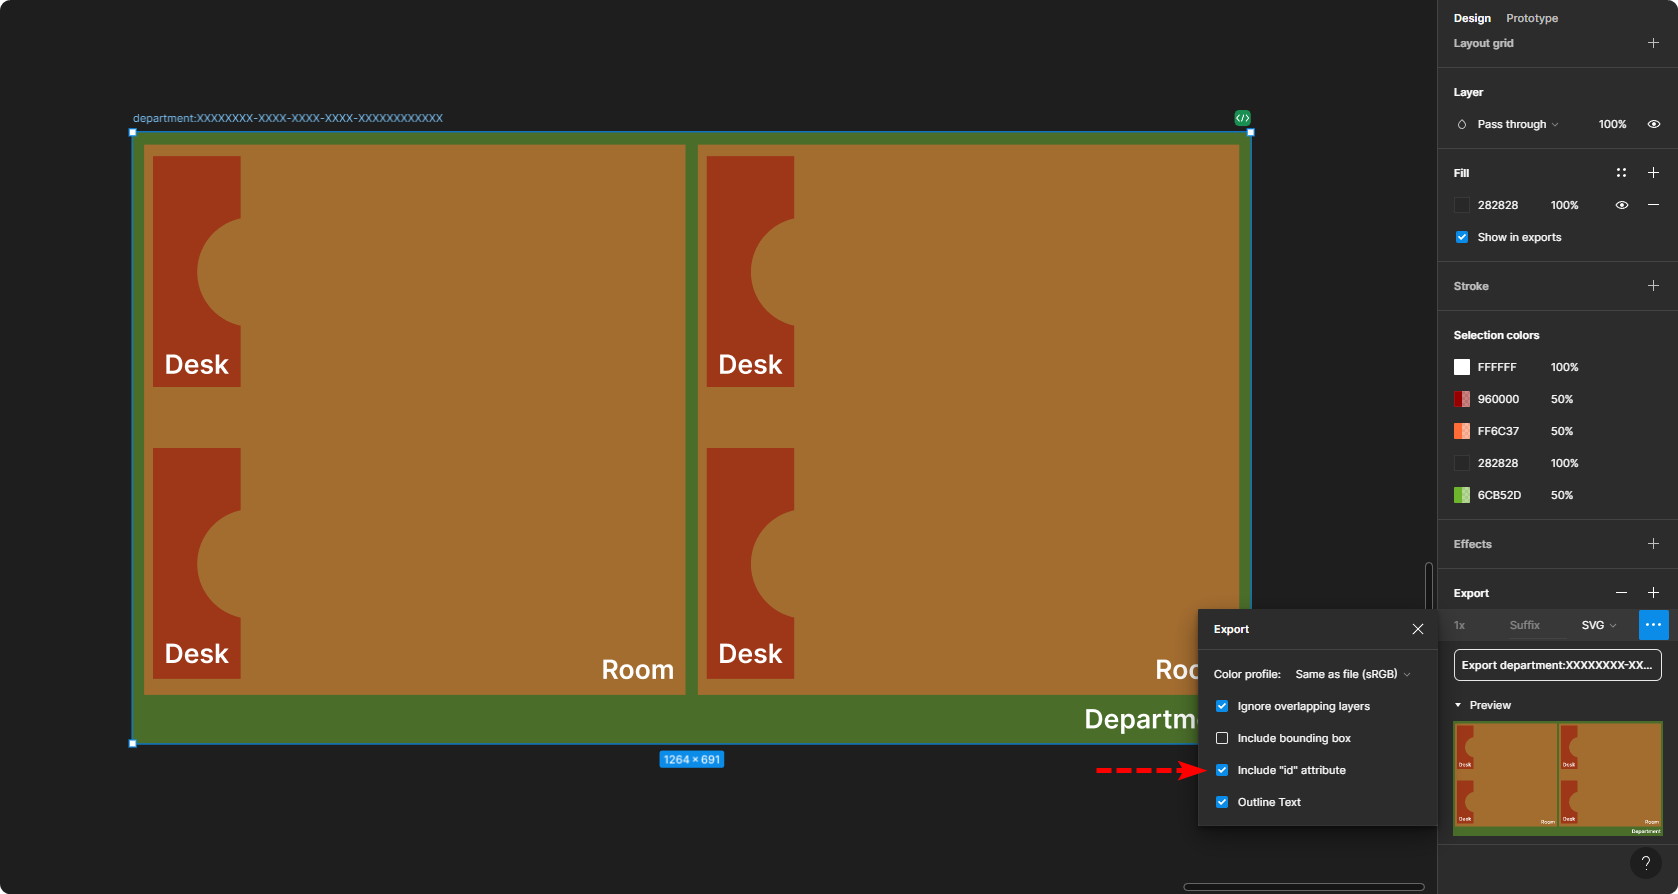 department:XXXXXXXX-XXXX-XXXX-XXXX-XXXXXXXXXXXX
</>
Desk
Desk
Desk
Desk
Room
Roo
Departm
1264 × 691
Design Prototype
Layout grid
Layer
Pass through 100%
Fill
282828 100%
Show in exports
Stroke
Selection colors
FFFFFF 100%
960000 50%
FF6C37 50%
282828 100%
6CB52D 50%
Effects
Export
1x Suffix SVG
Export department:XXXXXXXX-XX...
Preview
Desk
Desk
Desk
Desk
Room
Room
Department
?
Export
Color profile: Same as file (sRGB)
Ignore overlapping layers
Include bounding box
Include "id" attribute
Outline Text